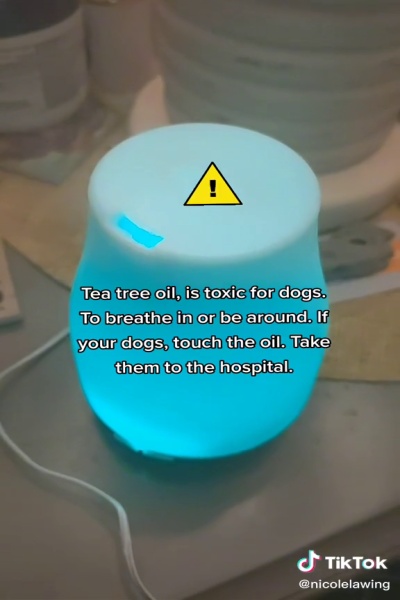 !
Tea tree oil, is toxic for dogs.
To breathe in or be around. If
your dogs, touch the oil. Take
them to the hospital.
TikTok
@nicolelawing